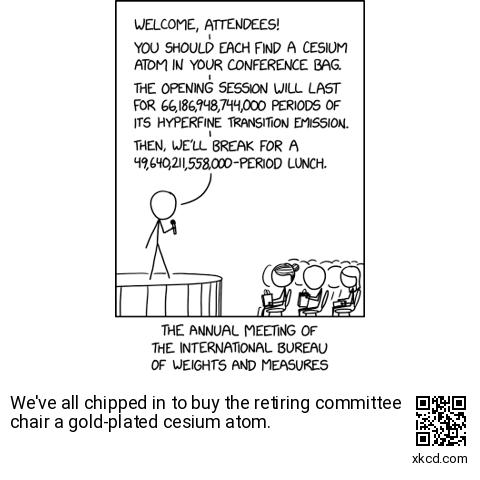 WELCOME, ATTENDEES!
YOU SHOULD EACH FIND A CESIUM
ATOM IN YOUR CONFERENCE BAG.
THE OPENING SESSION WILL LAST
FOR 66,186,948,744,000 PERIODS OF
ITS HYPERFINE TRANSITION EMISSION.
THEN, WE'LL BREAK FOR A
49,640,211,558,000-PERIOD LUNCH.
THE ANNUAL MEETING OF
THE INTERNATIONAL BUREAU
OF WEIGHTS AND MEASURES
We've all chipped in to buy the retiring committee
chair a gold-plated cesium atom.
xkcd.com